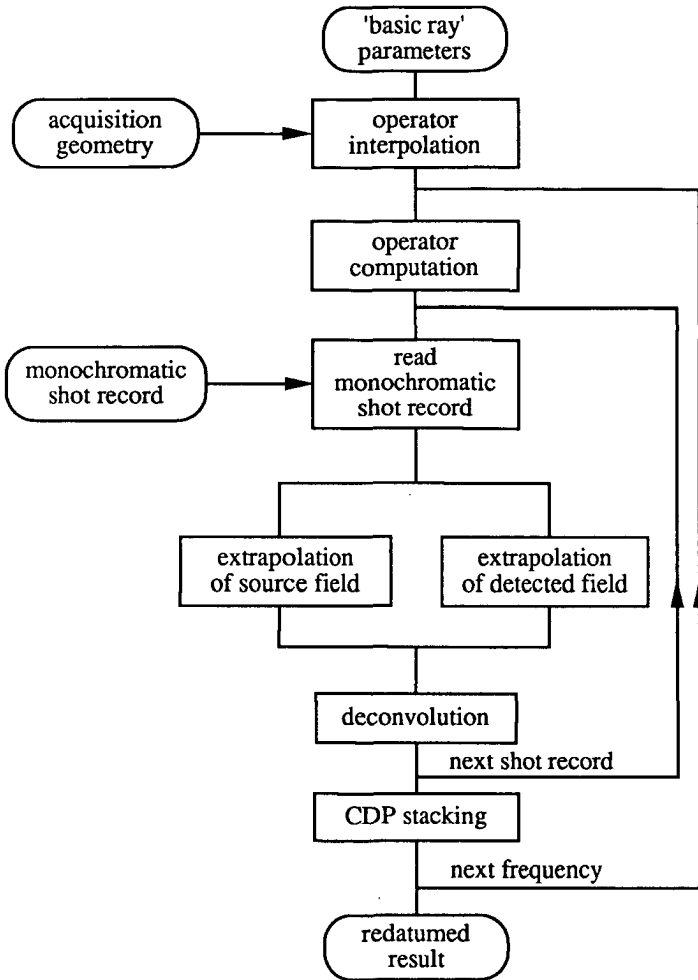 'basic ray'
parameters
acquisition
geometry
operator
interpolation
operator
computation
monochromatic
shot record
read
monochromatic
shot record
extrapolation
of source field
extrapolation
of detected field
deconvolution
next shot record
CDP stacking
next frequency
redatumed
result